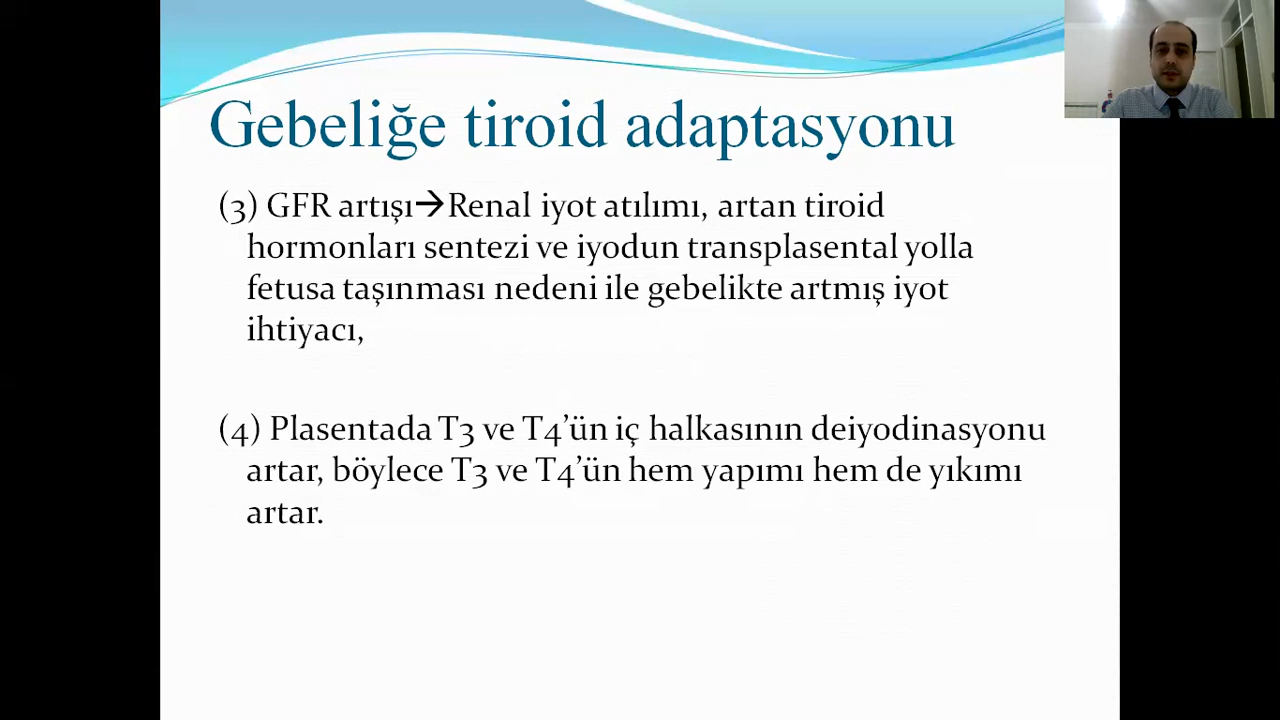 Gebeliğe tiroid adaptasyonu
(3) GFR artışı→Renal iyot atılımı, artan tiroid
hormonları sentezi ve iyodun transplasental yolla
fetusa taşınması nedeni ile gebelikte artmış iyot
ihtiyacı,
(4) Plasentada T3 ve T4’ün iç halkasının deiyodinasyonu
artar, böylece T3 ve T4’ün hem yapımı hem de yıkımı
artar.